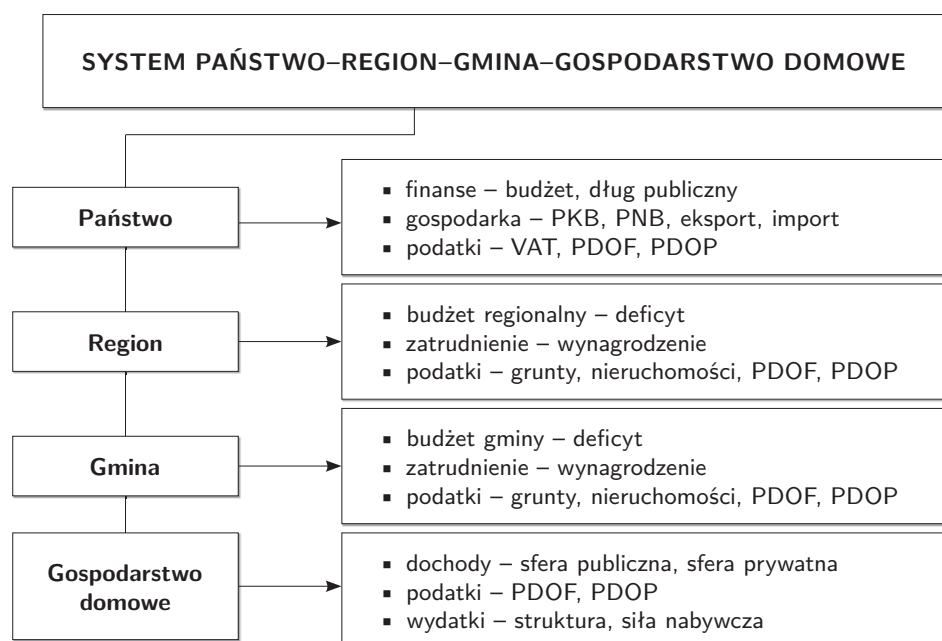 SYSTEM PAŃSTWO–REGION–GMINA–GOSPODARSTWO DOMOWE
Państwo
▪ finanse – budżet, dług publiczny
▪ gospodarka – PKB, PNB, eksport, import
▪ podatki – VAT, PDOF, PDOP
Region
▪ budżet regionalny – deficyt
▪ zatrudnienie – wynagrodzenie
▪ podatki – grunty, nieruchomości, PDOF, PDOP
Gmina
▪ budżet gminy – deficyt
▪ zatrudnienie – wynagrodzenie
▪ podatki – grunty, nieruchomości, PDOF, PDOP
Gospodarstwo
domowe
▪ dochody – sfera publiczna, sfera prywatna
▪ podatki – PDOF, PDOP
▪ wydatki – struktura, siła nabywcza